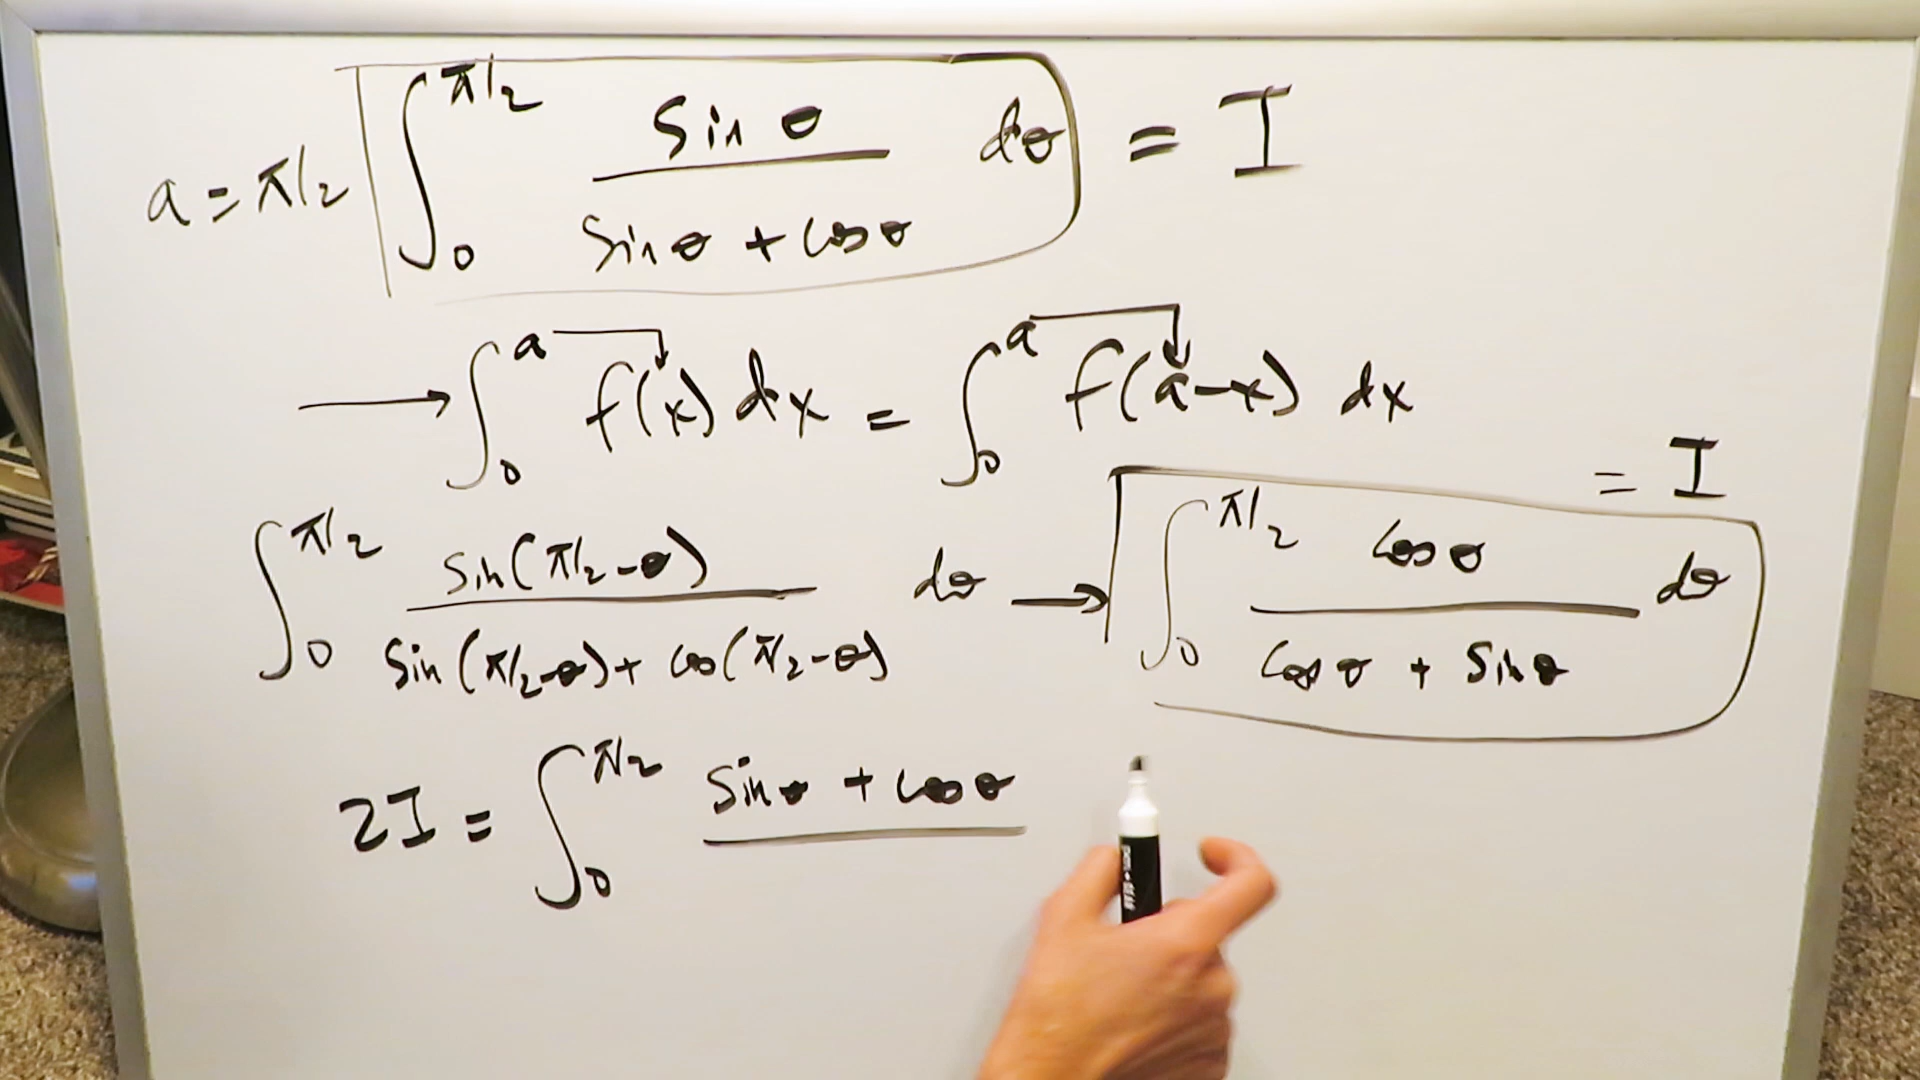 a = π/2 ∫₀^{π/2} sin θ / (sin θ + cos θ) dθ = I
→ ∫₀^a f(x) dx = ∫₀^a f(a-x) dx
= I
∫₀^{π/2} sin(π/2-θ) / (sin(π/2-θ) + cos(π/2-θ)) dθ → ∫₀^{π/2} cos θ / (cos θ + sin θ) dθ
2I = ∫₀^{π/2} sin θ + cos θ